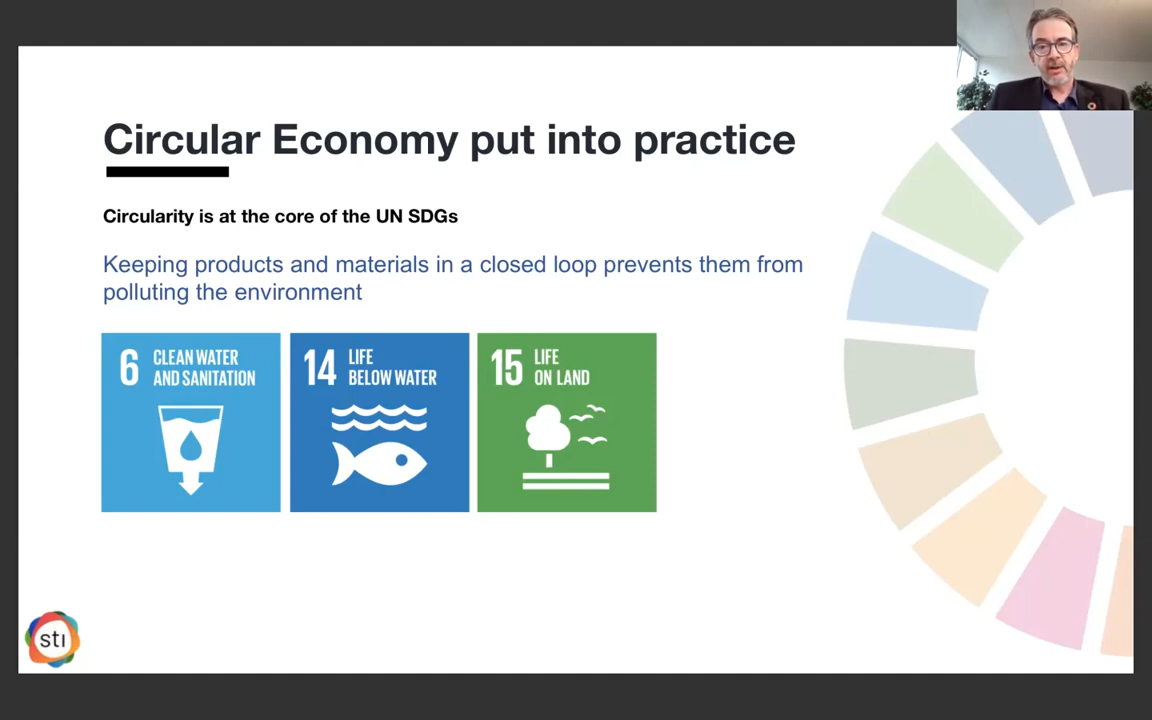 Circular Economy put into practice
Circularity is at the core of the UN SDGs
Keeping products and materials in a closed loop prevents them from
polluting the environment
6 CLEAN WATER
AND SANITATION
14 LIFE
BELOW WATER
15 LIFE
ON LAND
stı